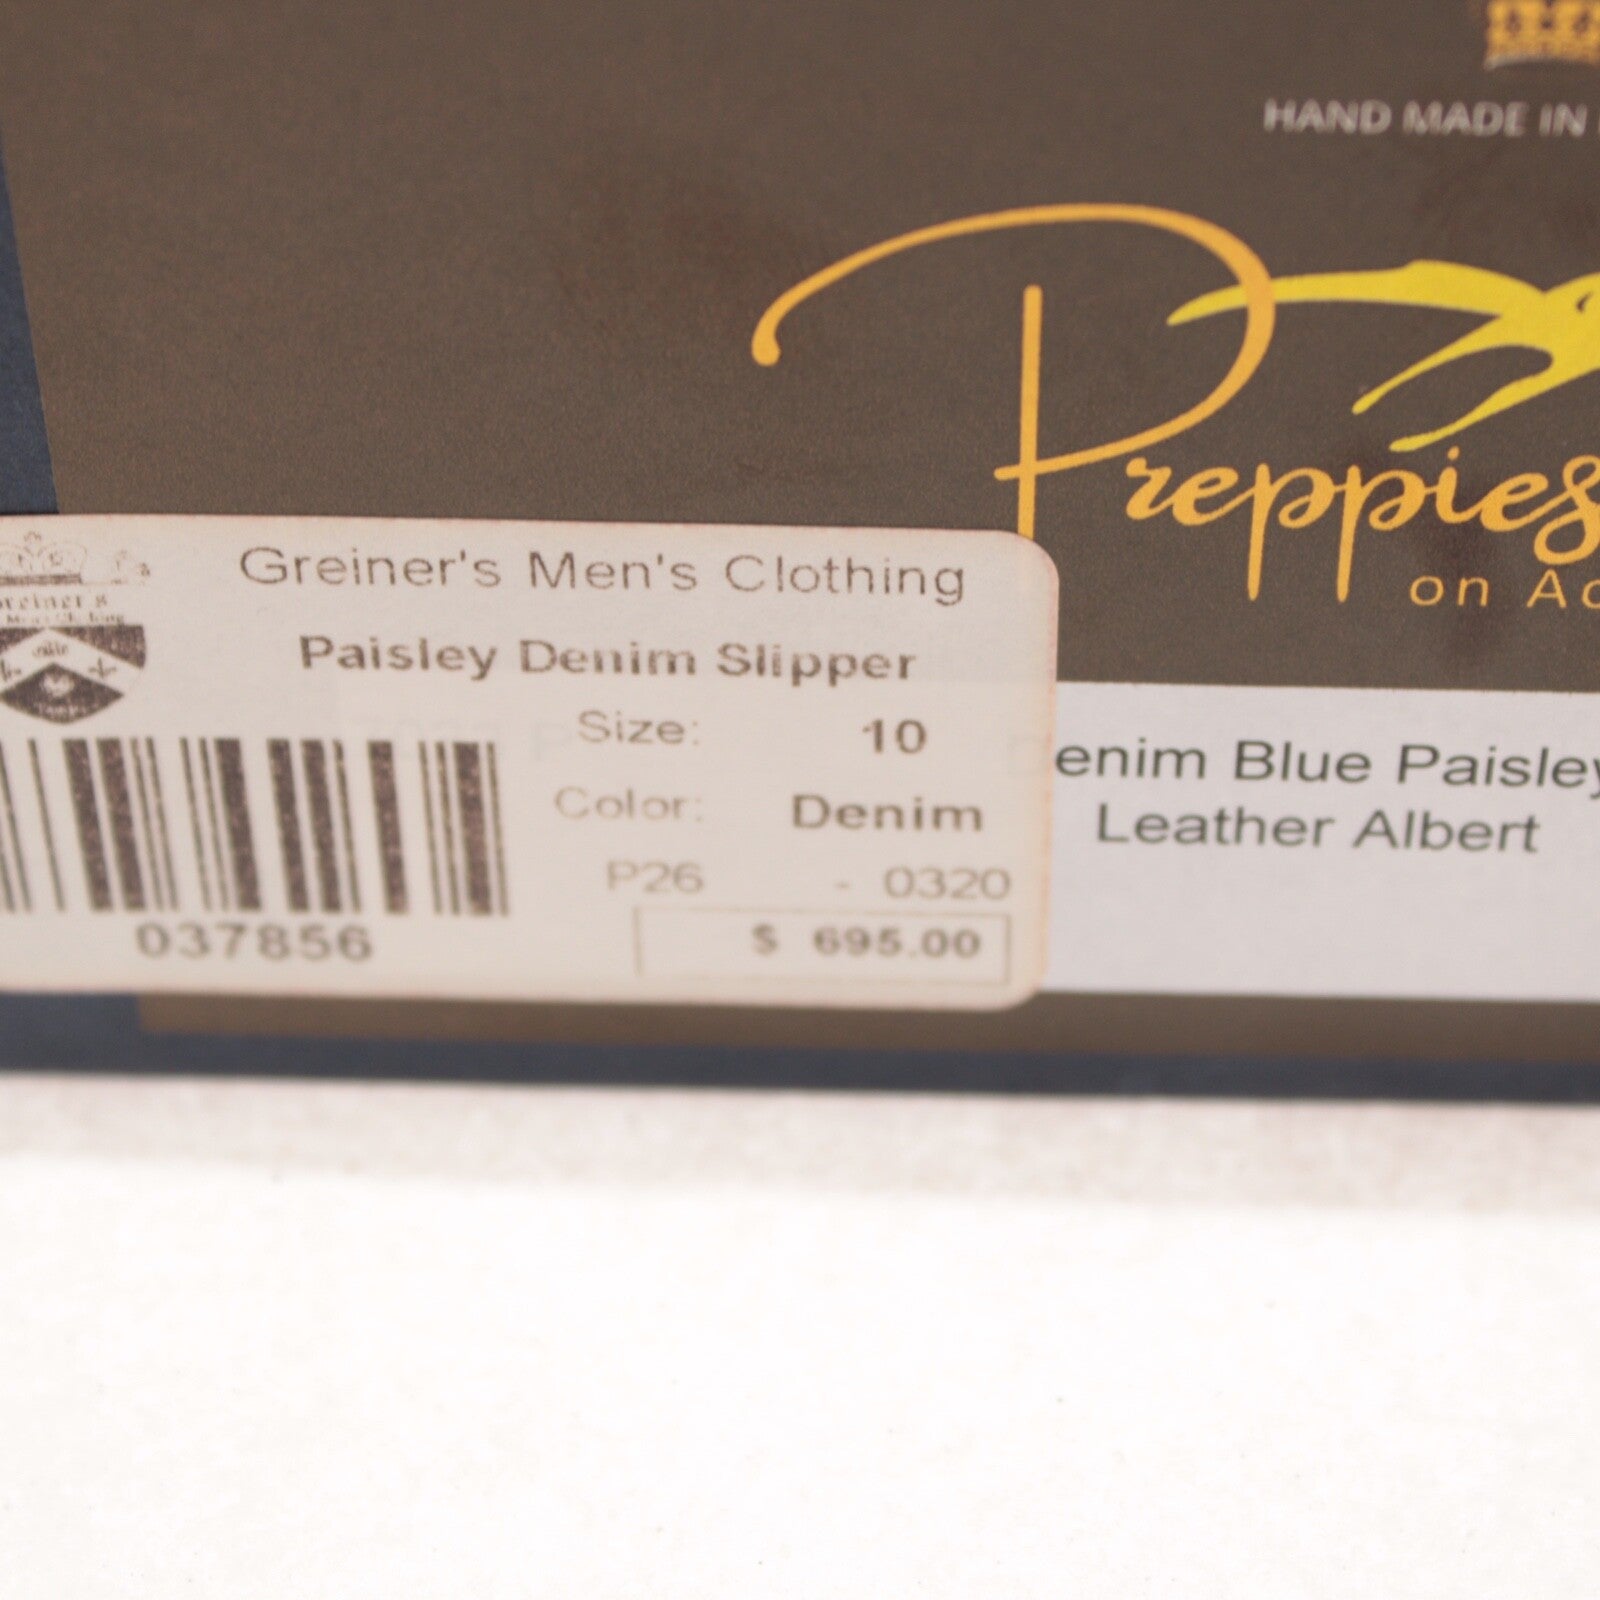 HAND MADE IN
Preppies
on Ac
Greiner's Men's Clothing
Paisley Denim Slipper
Size: 10
Color: Denim
P26 - 0320
$ 695.00
037856
enim Blue Paisley
Leather Albert